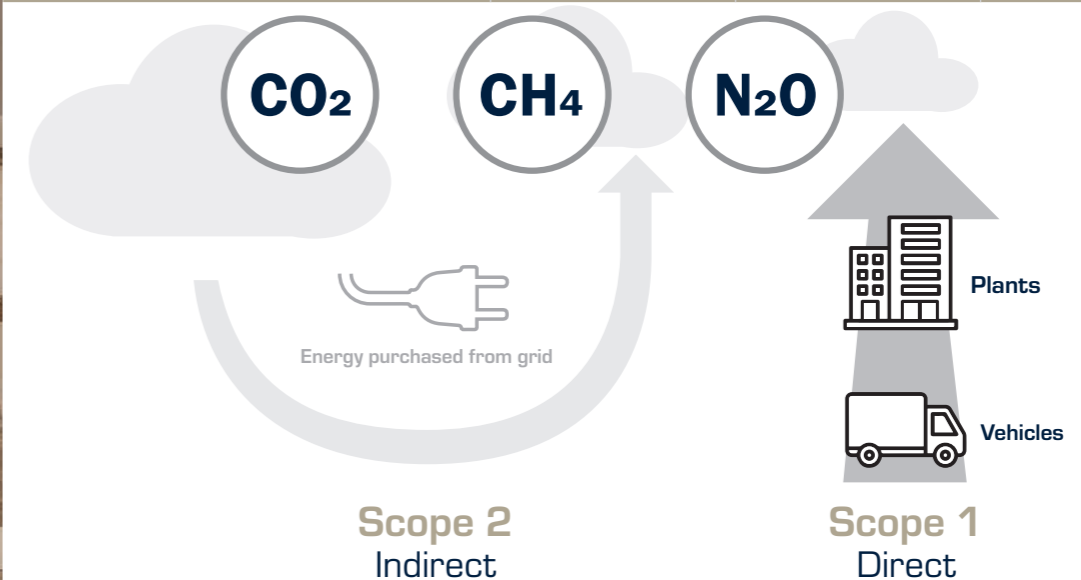 CO2
CH4
N2O
Plants
Energy purchased from grid
Vehicles
Scope 2
Indirect
Scope 1
Direct